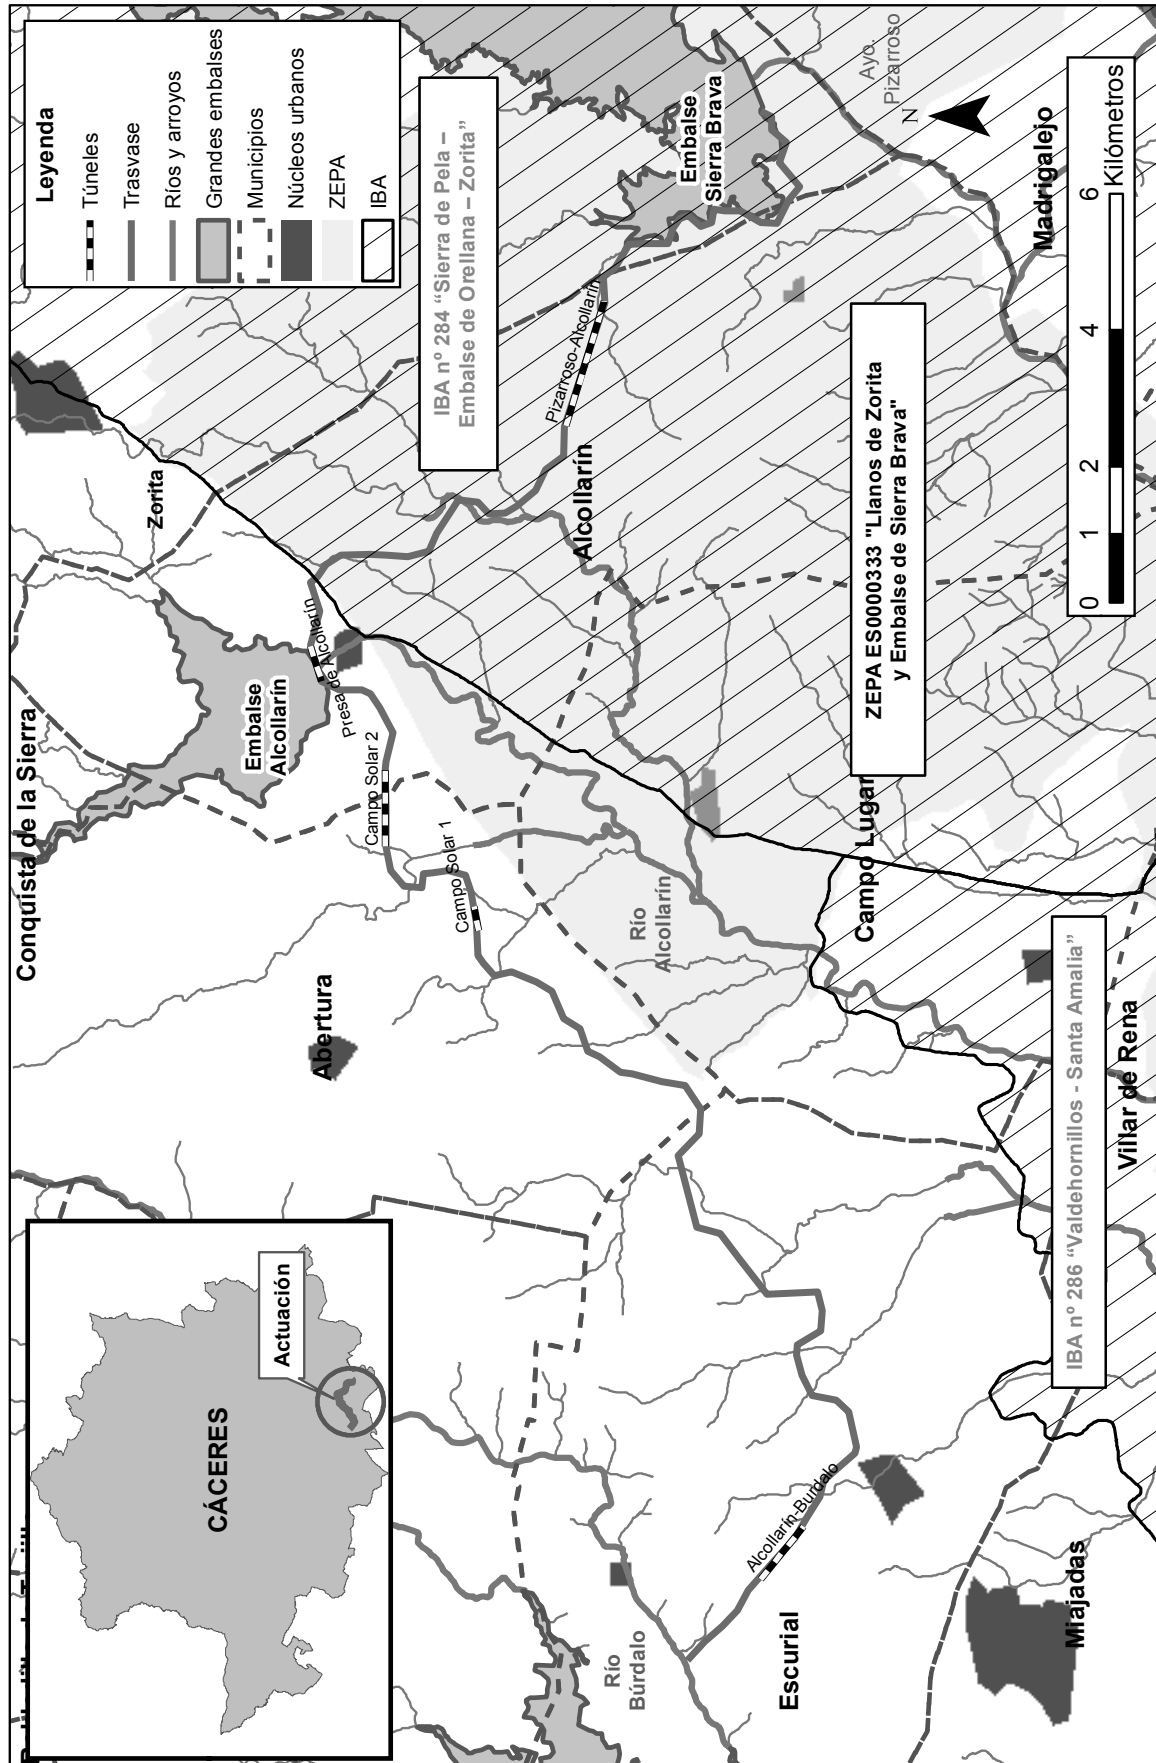 Conquista de la Sierra
Zorita
Leyenda
Túneles
Trasvase
Ríos y arroyos
Grandes embalses
Municipios
Núcleos urbanos
ZEPA
IBA
CÁCERES
Actuación
Abertura
Embalse
Alcollarín
Presa de Alcollarín
Campo Solar 2
Campo Solar 1
IBA nº 284 “Sierra de Pela –
Embalse de Orellana – Zorita”
Pizarroso-Alcollarín
Alcollarín
Embalse
Sierra Brava
Ayo.
Pizarroso
N
Río
Búrdalo
Río
Alcollarín
Escurial
Alcollarín-Burdalo
Campo Lugar
ZEPA ES0000333 "Llanos de Zorita
y Embalse de Sierra Brava"
Madrigalejo
Miajadas
IBA nº 286 “Valdehornillos - Santa Amalia”
Villar de Rena
0 1 2 4 6
Kilómetros